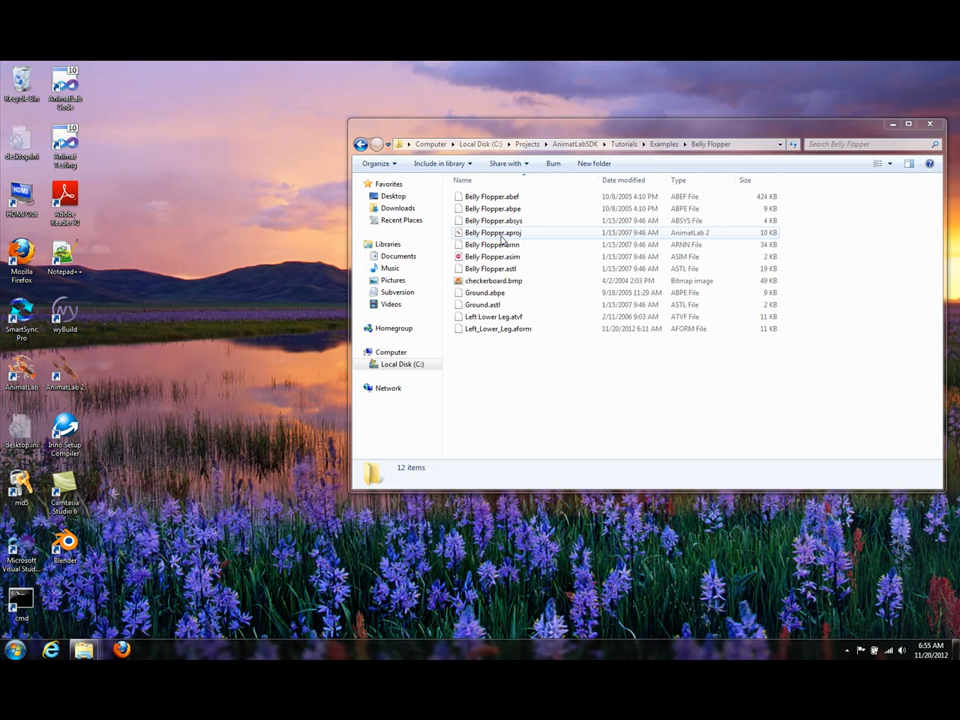 Recycle Bin
AnimatLab Code
desktop.ini
Animat Testing
HDMI Out
Adobe Reader XI
Mozilla Firefox
Notepad++
SmartSync Pro
wyBuild
AnimatLab
AnimatLab 2
desktop.ini
Inno Setup Compiler
md5
Camtasia Studio 6
Microsoft Visual Stud...
Blender
cmd
Computer Local Disk (C:) Projects AnimatLabSDK Tutorials Examples Belly Flopper
Search Belly Flopper
Organize Include in library Share with Burn New folder
Name Date modified Type Size
Favorites
Desktop
Downloads
Recent Places
Libraries
Documents
Music
Pictures
Subversion
Videos
Homegroup
Computer
Local Disk (C:)
Network
Belly Flopper.abef 10/8/2005 4:10 PM ABEF File 424 KB
Belly Flopper.abpe 10/8/2005 4:10 PM ABPE File 9 KB
Belly Flopper.absys 1/15/2007 9:46 AM ABSYS File 4 KB
Belly Flopper.aproj 1/15/2007 9:46 AM AnimatLab 2 10 KB
Belly Flopper.arnn 1/15/2007 9:46 AM ARNN File 34 KB
Belly Flopper.asim 1/15/2007 9:46 AM ASIM File 2 KB
Belly Flopper.astl 1/15/2007 9:46 AM ASTL File 19 KB
checkerboard.bmp 4/2/2004 2:03 PM Bitmap image 49 KB
Ground.abpe 9/18/2005 11:29 AM ABPE File 9 KB
Ground.astl 1/15/2007 9:46 AM ASTL File 2 KB
Left Lower Leg.atvf 2/11/2006 9:03 AM ATVF File 11 KB
Left_Lower_Leg.aform 11/20/2012 6:11 AM AFORM File 11 KB
12 items
6:55 AM
11/20/2012